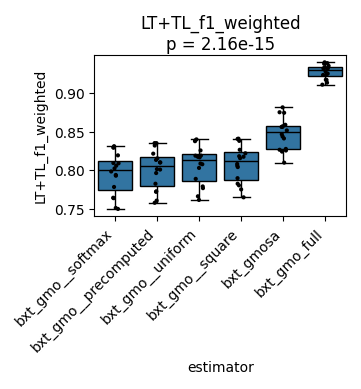 LT+TL_f1_weighted
p = 2.16e-15
LT+TL_f1_weighted
0.90
0.85
0.80
0.75
bxt_gmo__softmax
bxt_gmo__precomputed
bxt_gmo__uniform
bxt_gmo__square
bxt_gmosa
bxt_gmo_full
estimator